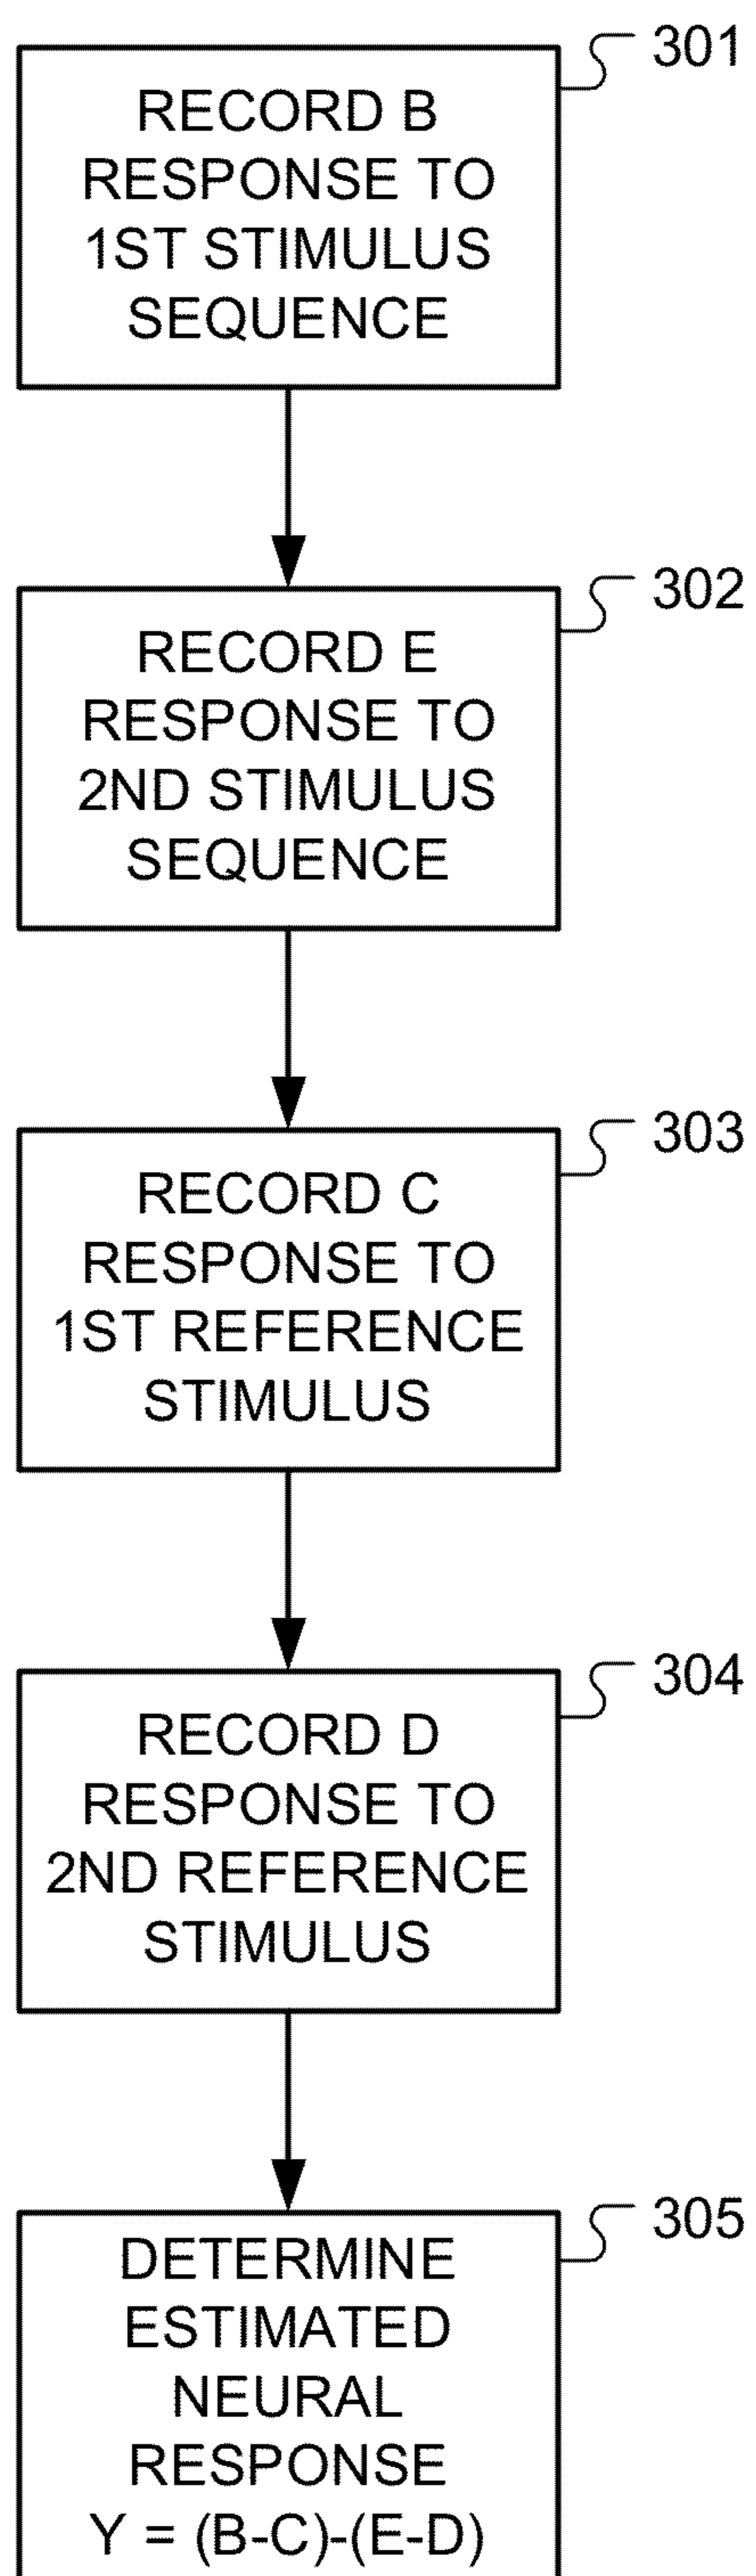 301
RECORD B
RESPONSE TO
1ST STIMULUS
SEQUENCE
302
RECORD E
RESPONSE TO
2ND STIMULUS
SEQUENCE
303
RECORD C
RESPONSE TO
1ST REFERENCE
STIMULUS
304
RECORD D
RESPONSE TO
2ND REFERENCE
STIMULUS
305
DETERMINE
ESTIMATED
NEURAL
RESPONSE
Y = (B-C)-(E-D)